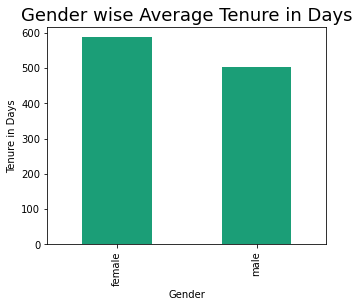 Gender wise Average Tenure in Days
600
500
400
300
200
100
0
Tenure in Days
female
male
Gender